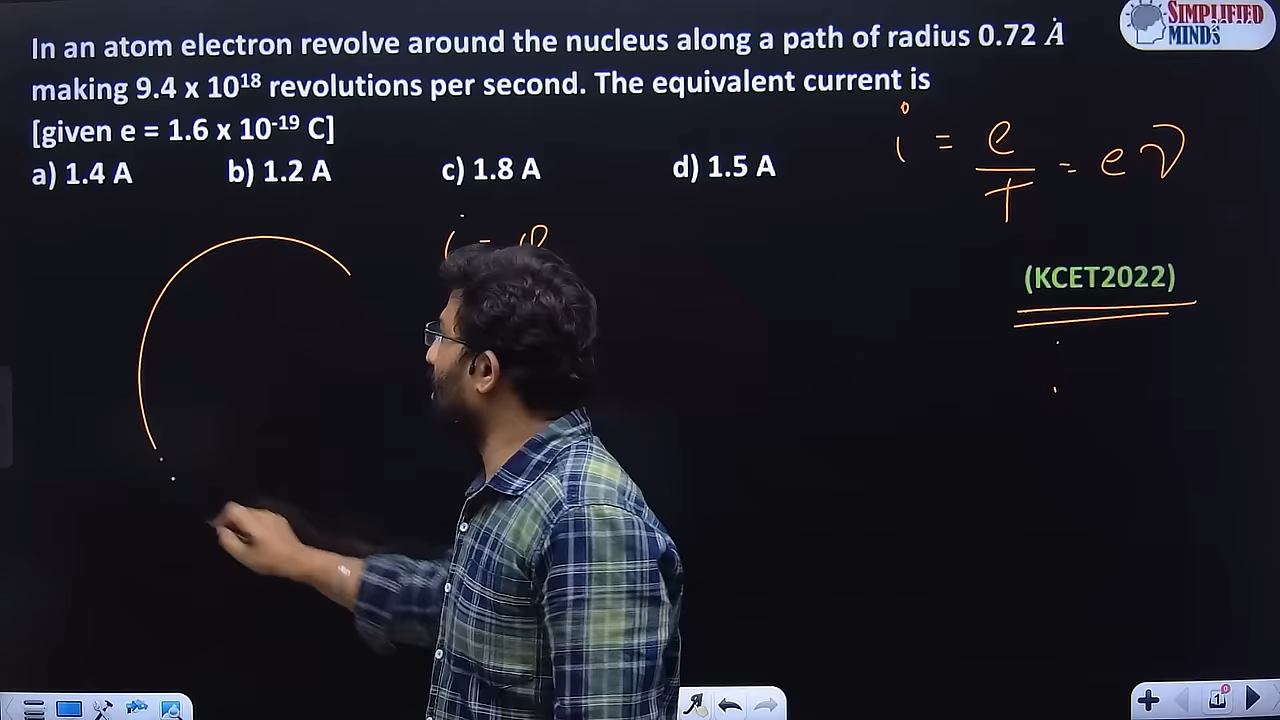 In an atom electron revolve around the nucleus along a path of radius 0.72 Ȧ
making 9.4 x 10¹⁸ revolutions per second. The equivalent current is
[given e = 1.6 x 10⁻¹⁹ C]
a) 1.4 A b) 1.2 A c) 1.8 A d) 1.5 A
i = e/T = eν
(KCET2022)
SIMPLIFIED
MINDS